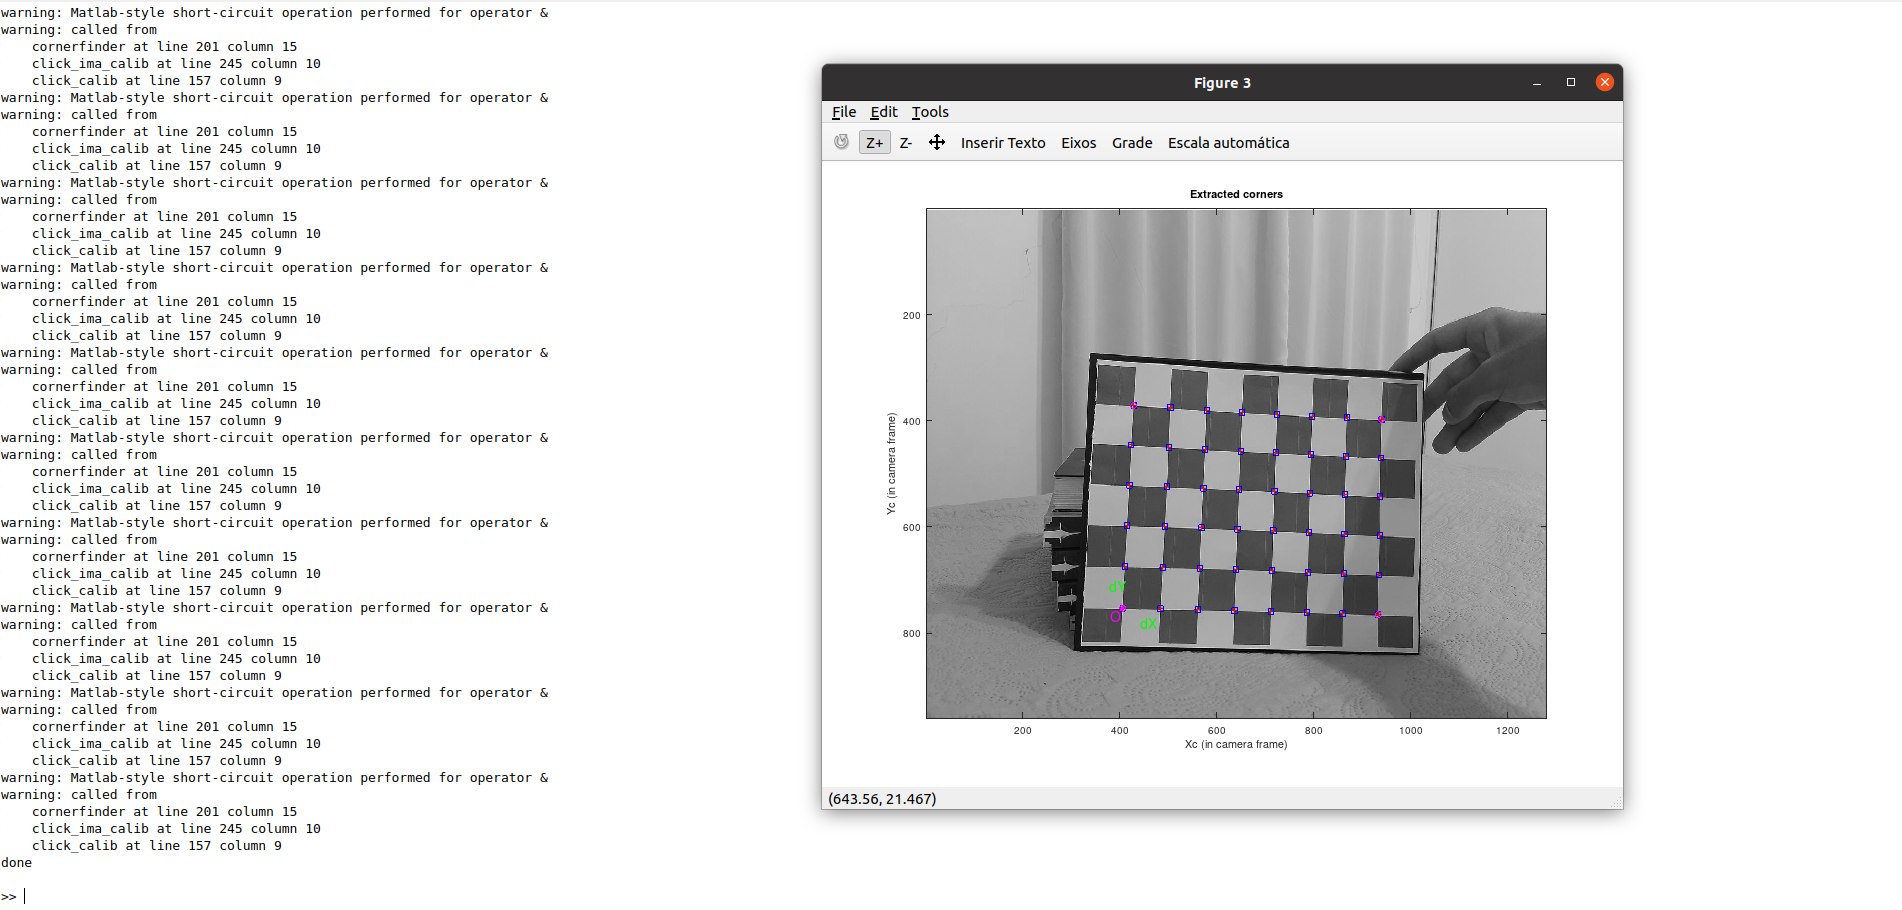 warning: Matlab-style short-circuit operation performed for operator &
warning: called from
    cornerfinder at line 201 column 15
    click_ima_calib at line 245 column 10
    click_calib at line 157 column 9
warning: Matlab-style short-circuit operation performed for operator &
warning: called from
    cornerfinder at line 201 column 15
    click_ima_calib at line 245 column 10
    click_calib at line 157 column 9
warning: Matlab-style short-circuit operation performed for operator &
warning: called from
    cornerfinder at line 201 column 15
    click_ima_calib at line 245 column 10
    click_calib at line 157 column 9
warning: Matlab-style short-circuit operation performed for operator &
warning: called from
    cornerfinder at line 201 column 15
    click_ima_calib at line 245 column 10
    click_calib at line 157 column 9
warning: Matlab-style short-circuit operation performed for operator &
warning: called from
    cornerfinder at line 201 column 15
    click_ima_calib at line 245 column 10
    click_calib at line 157 column 9
warning: Matlab-style short-circuit operation performed for operator &
warning: called from
    cornerfinder at line 201 column 15
    click_ima_calib at line 245 column 10
    click_calib at line 157 column 9
warning: Matlab-style short-circuit operation performed for operator &
warning: called from
    cornerfinder at line 201 column 15
    click_ima_calib at line 245 column 10
    click_calib at line 157 column 9
warning: Matlab-style short-circuit operation performed for operator &
warning: called from
    cornerfinder at line 201 column 15
    click_ima_calib at line 245 column 10
    click_calib at line 157 column 9
warning: Matlab-style short-circuit operation performed for operator &
warning: called from
    cornerfinder at line 201 column 15
    click_ima_calib at line 245 column 10
    click_calib at line 157 column 9
warning: Matlab-style short-circuit operation performed for operator &
warning: called from
    cornerfinder at line 201 column 15
    click_ima_calib at line 245 column 10
    click_calib at line 157 column 9
done
>>
Figure 3
File Edit Tools
Z+ Z- Inserir Texto Eixos Grade Escala automática
Extracted corners
200
400
600
800
Yc (in camera frame)
dY
O
dX
200 400 600 800 1000 1200
Xc (in camera frame)
(643.56, 21.467)